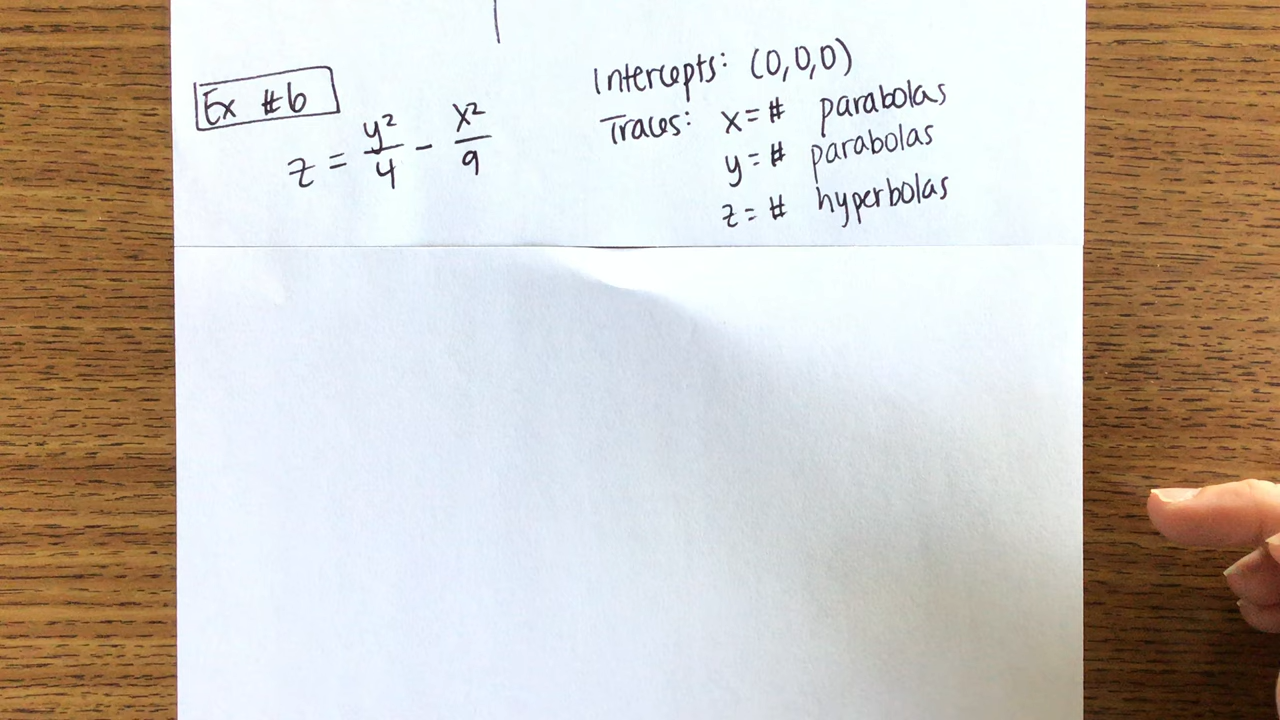 Ex #6
z = y²/4 - x²/9
Intercepts: (0,0,0)
Traces: x = # parabolas
y = # parabolas
z = # hyperbolas